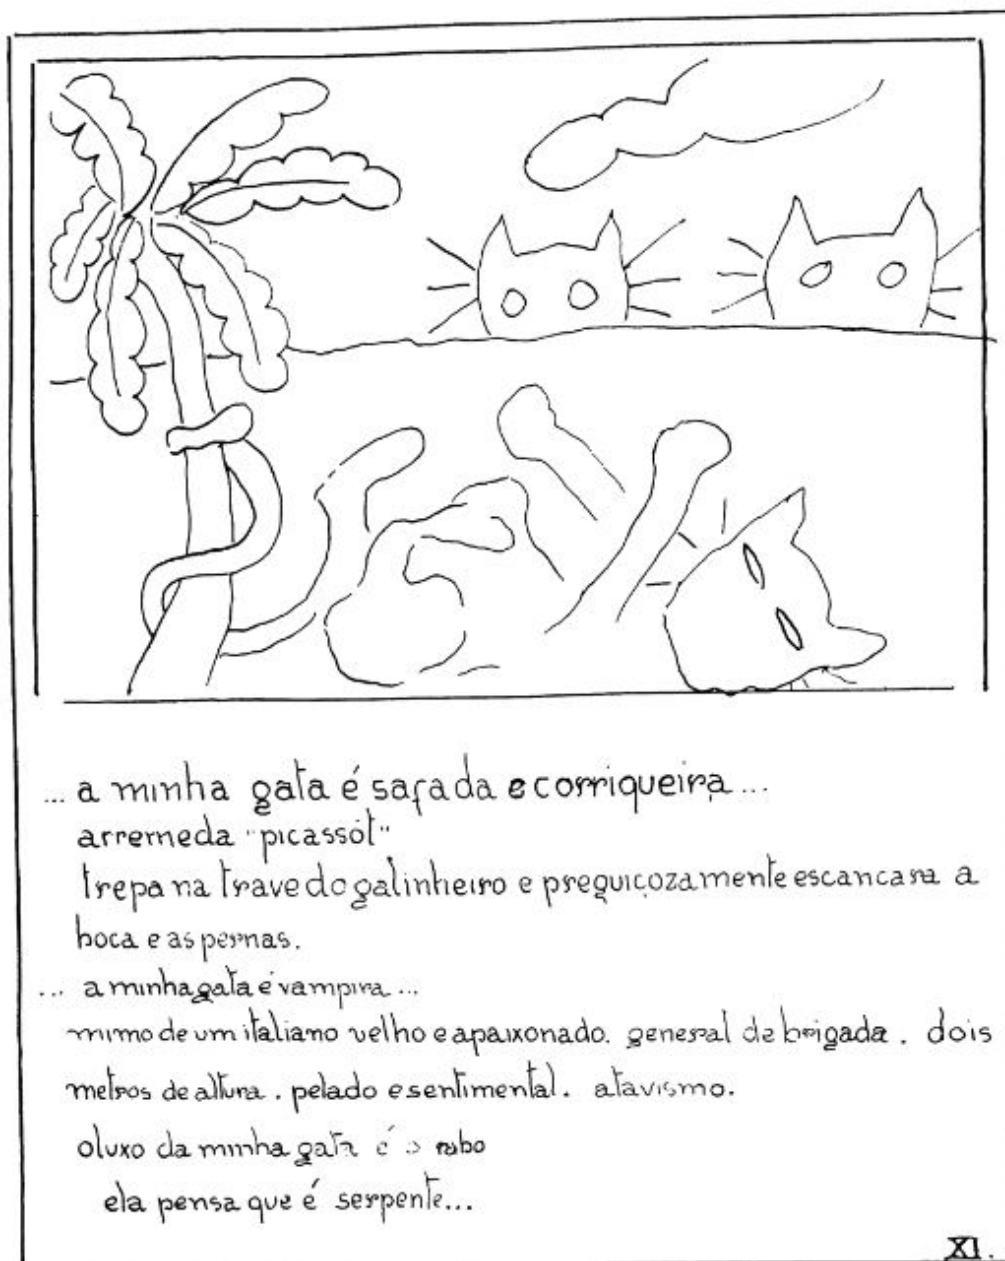 ... a minha gata é safada e corriqueira ...
arremeda "picassol"
trepa na trave do galinheiro e preguiçozamente escancara a
boca e as pernas.
... a minha gata é vampira ...
mimo de um italiano velho e apaixonado. general de brigada. dois
metros de altura. pelado e sentimental. atavismo.
o luxo da minha gata é o rabo
ela pensa que é serpente...
XI.